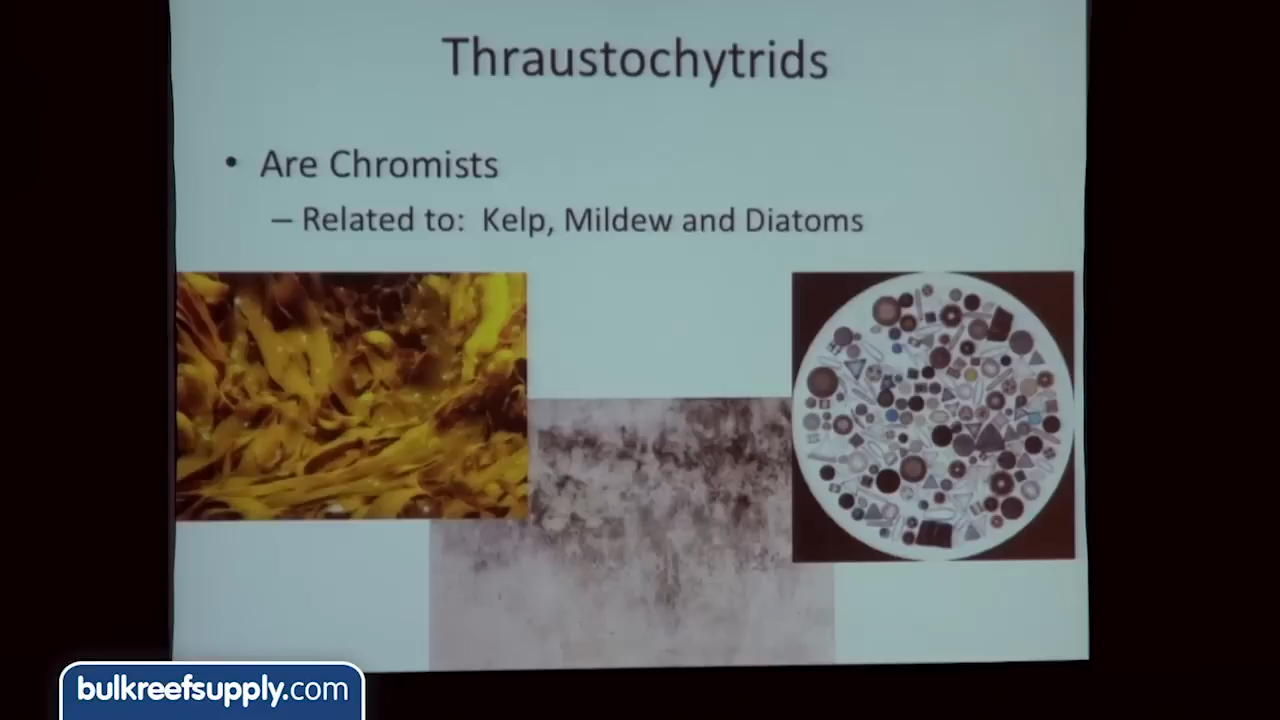 Thraustochytrids
• Are Chromists
– Related to: Kelp, Mildew and Diatoms
bulkreefsupply.com